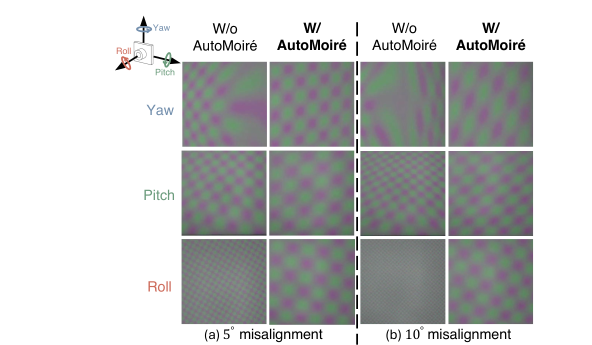 Yaw
Roll
Pitch
W/o
AutoMoiré
W/
AutoMoiré
W/o
AutoMoiré
W/
AutoMoiré
Yaw
Pitch
Roll
(a) 5° misalignment
(b) 10° misalignment